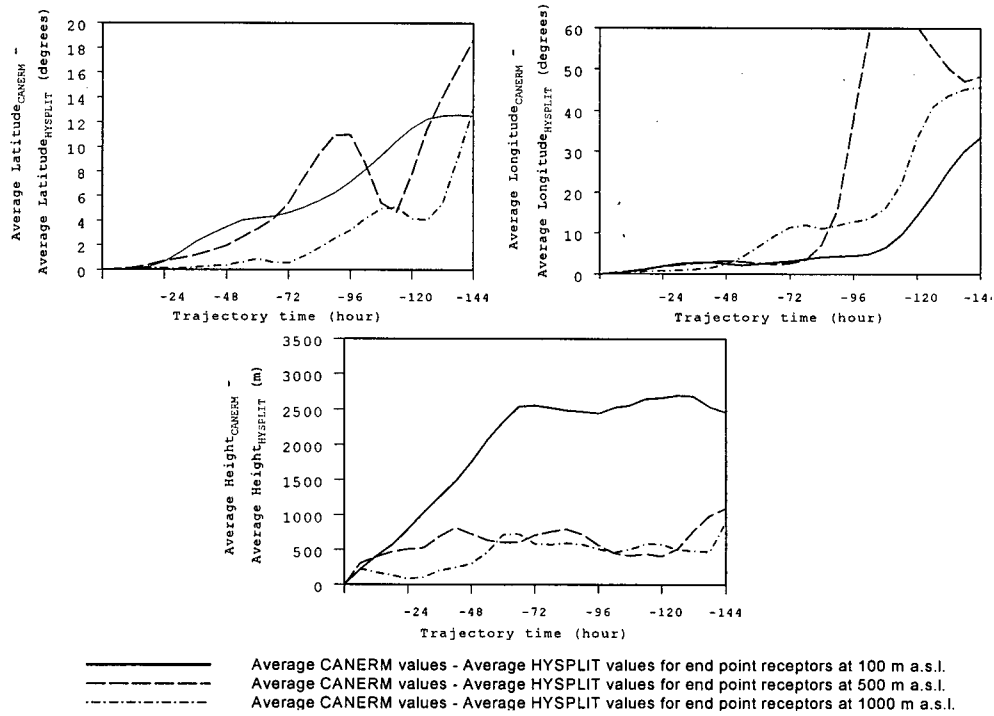 Average Latitude_CANERM -
Average Latitude_HYSPLIT (degrees)
20
18
16
14
12
10
8
6
4
2
0
-24 -48 -72 -96 -120 -144
Trajectory time (hour)
Average Longitude_CANERM -
Average Longitude_HYSPLIT (degrees)
60
50
40
30
20
10
0
-24 -48 -72 -96 -120 -144
Trajectory time (hour)
Average Height_CANERM -
Average Height_HYSPLIT (m)
3500
3000
2500
2000
1500
1000
500
0
-24 -48 -72 -96 -120 -144
Trajectory time (hour)
Average CANERM values - Average HYSPLIT values for end point receptors at 100 m a.s.l.
Average CANERM values - Average HYSPLIT values for end point receptors at 500 m a.s.l.
Average CANERM values - Average HYSPLIT values for end point receptors at 1000 m a.s.l.